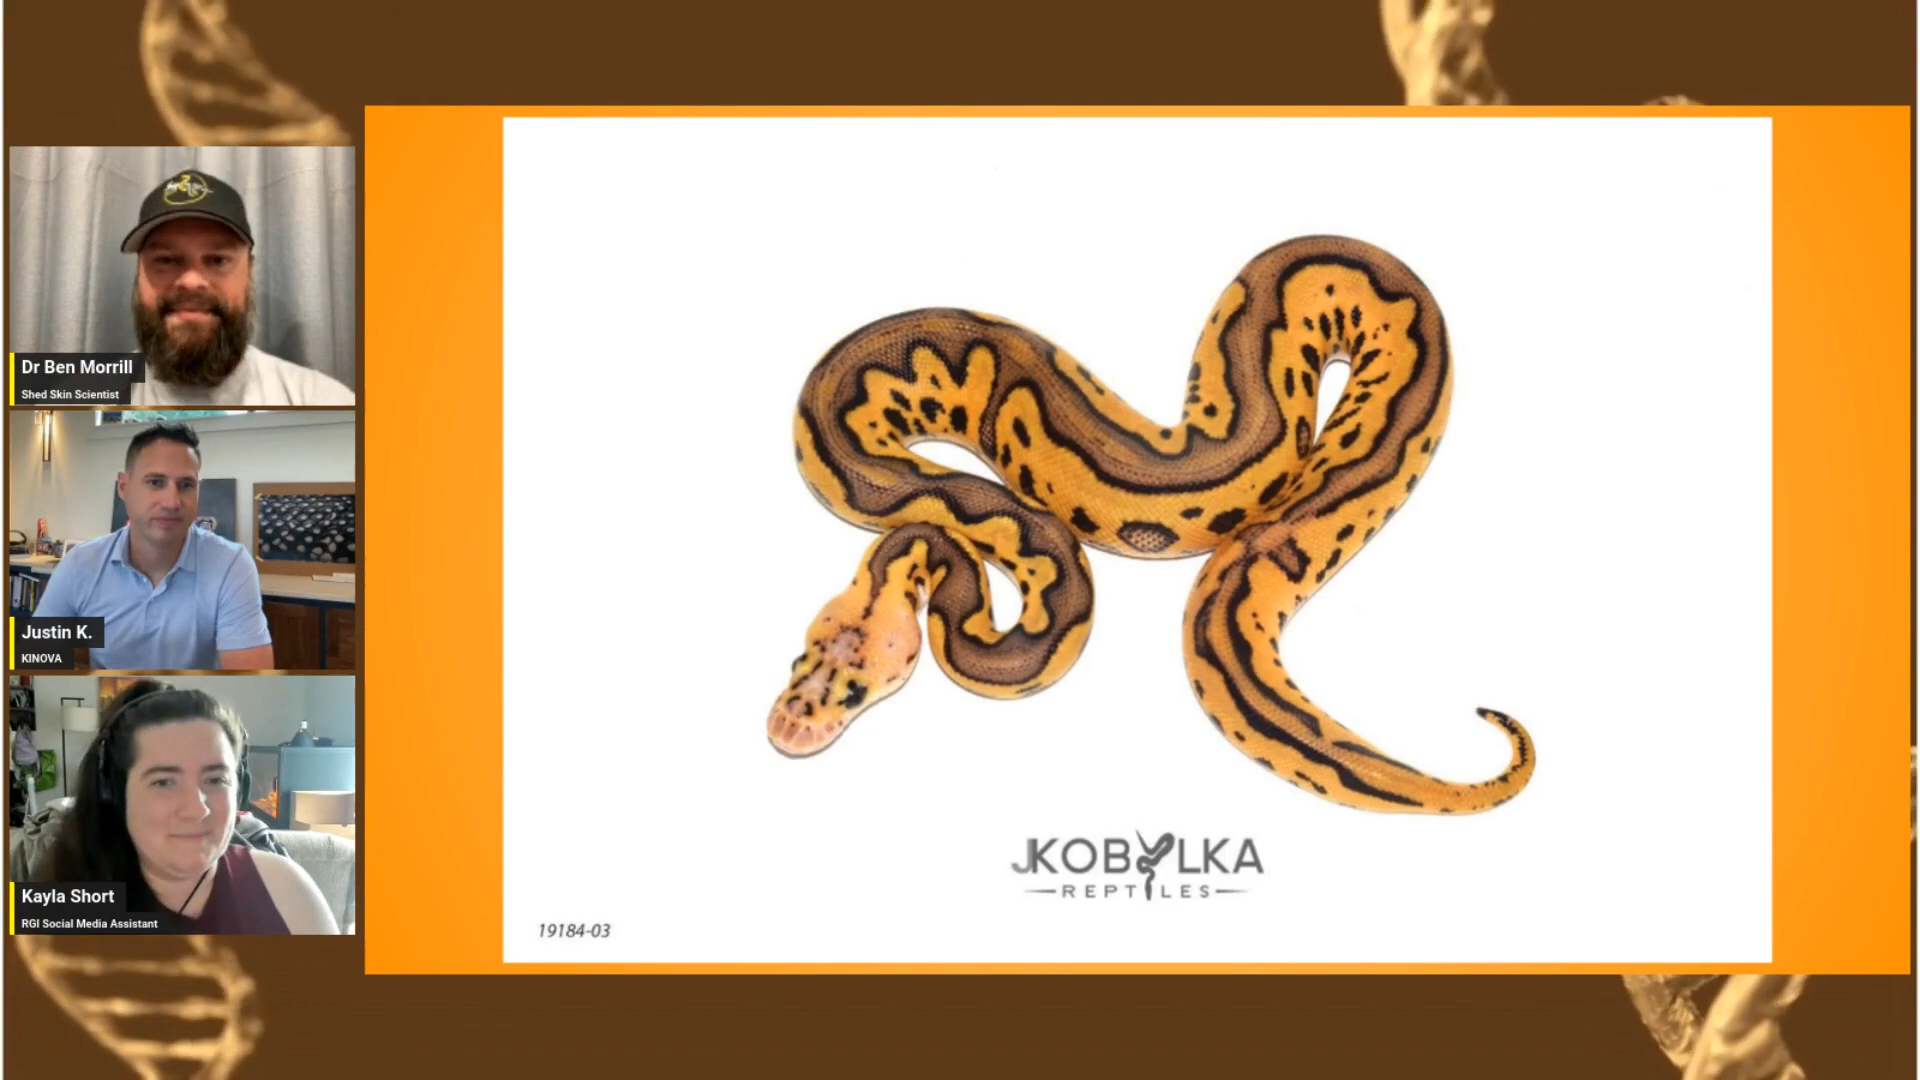 Dr Ben Morrill
Shed Skin Scientist
Justin K.
KINOVA
Kayla Short
RGI Social Media Assistant
JKOBYLKA
REPTILES
19184-03